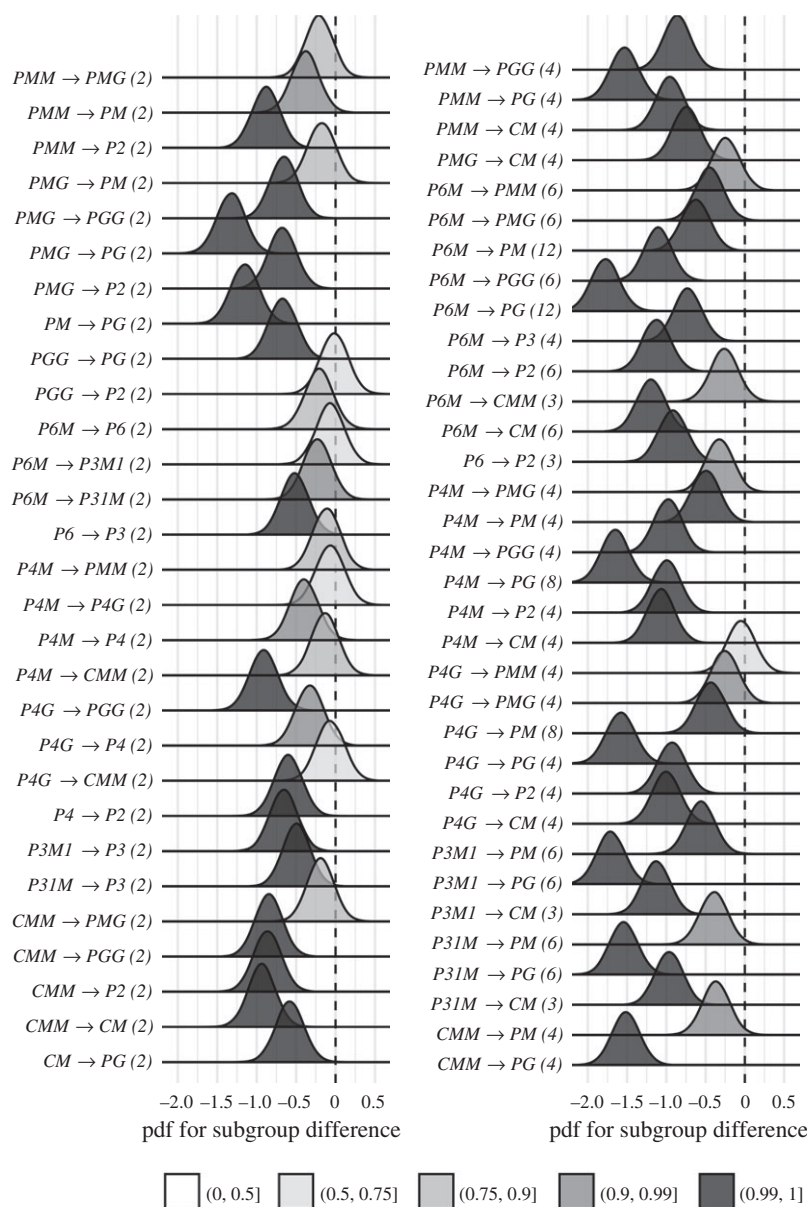 PMM → PMG (2)
PMM → PM (2)
PMM → P2 (2)
PMG → PM (2)
PMG → PGG (2)
PMG → PG (2)
PMG → P2 (2)
PM → PG (2)
PGG → PG (2)
PGG → P2 (2)
P6M → P6 (2)
P6M → P3M1 (2)
P6M → P31M (2)
P6 → P3 (2)
P4M → PMM (2)
P4M → P4G (2)
P4M → P4 (2)
P4M → CMM (2)
P4G → PGG (2)
P4G → P4 (2)
P4G → CMM (2)
P4 → P2 (2)
P3M1 → P3 (2)
P31M → P3 (2)
CMM → PMG (2)
CMM → PGG (2)
CMM → P2 (2)
CMM → CM (2)
CM → PG (2)
−2.0 −1.5 −1.0 −0.5 0 0.5
pdf for subgroup difference
PMM → PGG (4)
PMM → PG (4)
PMM → CM (4)
PMG → CM (4)
P6M → PMM (6)
P6M → PMG (6)
P6M → PM (12)
P6M → PGG (6)
P6M → PG (12)
P6M → P3 (4)
P6M → P2 (6)
P6M → CMM (3)
P6M → CM (6)
P6 → P2 (3)
P4M → PMG (4)
P4M → PM (4)
P4M → PGG (4)
P4M → PG (8)
P4M → P2 (4)
P4M → CM (4)
P4G → PMM (4)
P4G → PMG (4)
P4G → PM (8)
P4G → PG (4)
P4G → P2 (4)
P4G → CM (4)
P3M1 → PM (6)
P3M1 → PG (6)
P3M1 → CM (3)
P31M → PM (6)
P31M → PG (6)
P31M → CM (3)
CMM → PM (4)
CMM → PG (4)
−2.0 −1.5 −1.0 −0.5 0 0.5
pdf for subgroup difference
(0, 0.5] (0.5, 0.75] (0.75, 0.9] (0.9, 0.99] (0.99, 1]